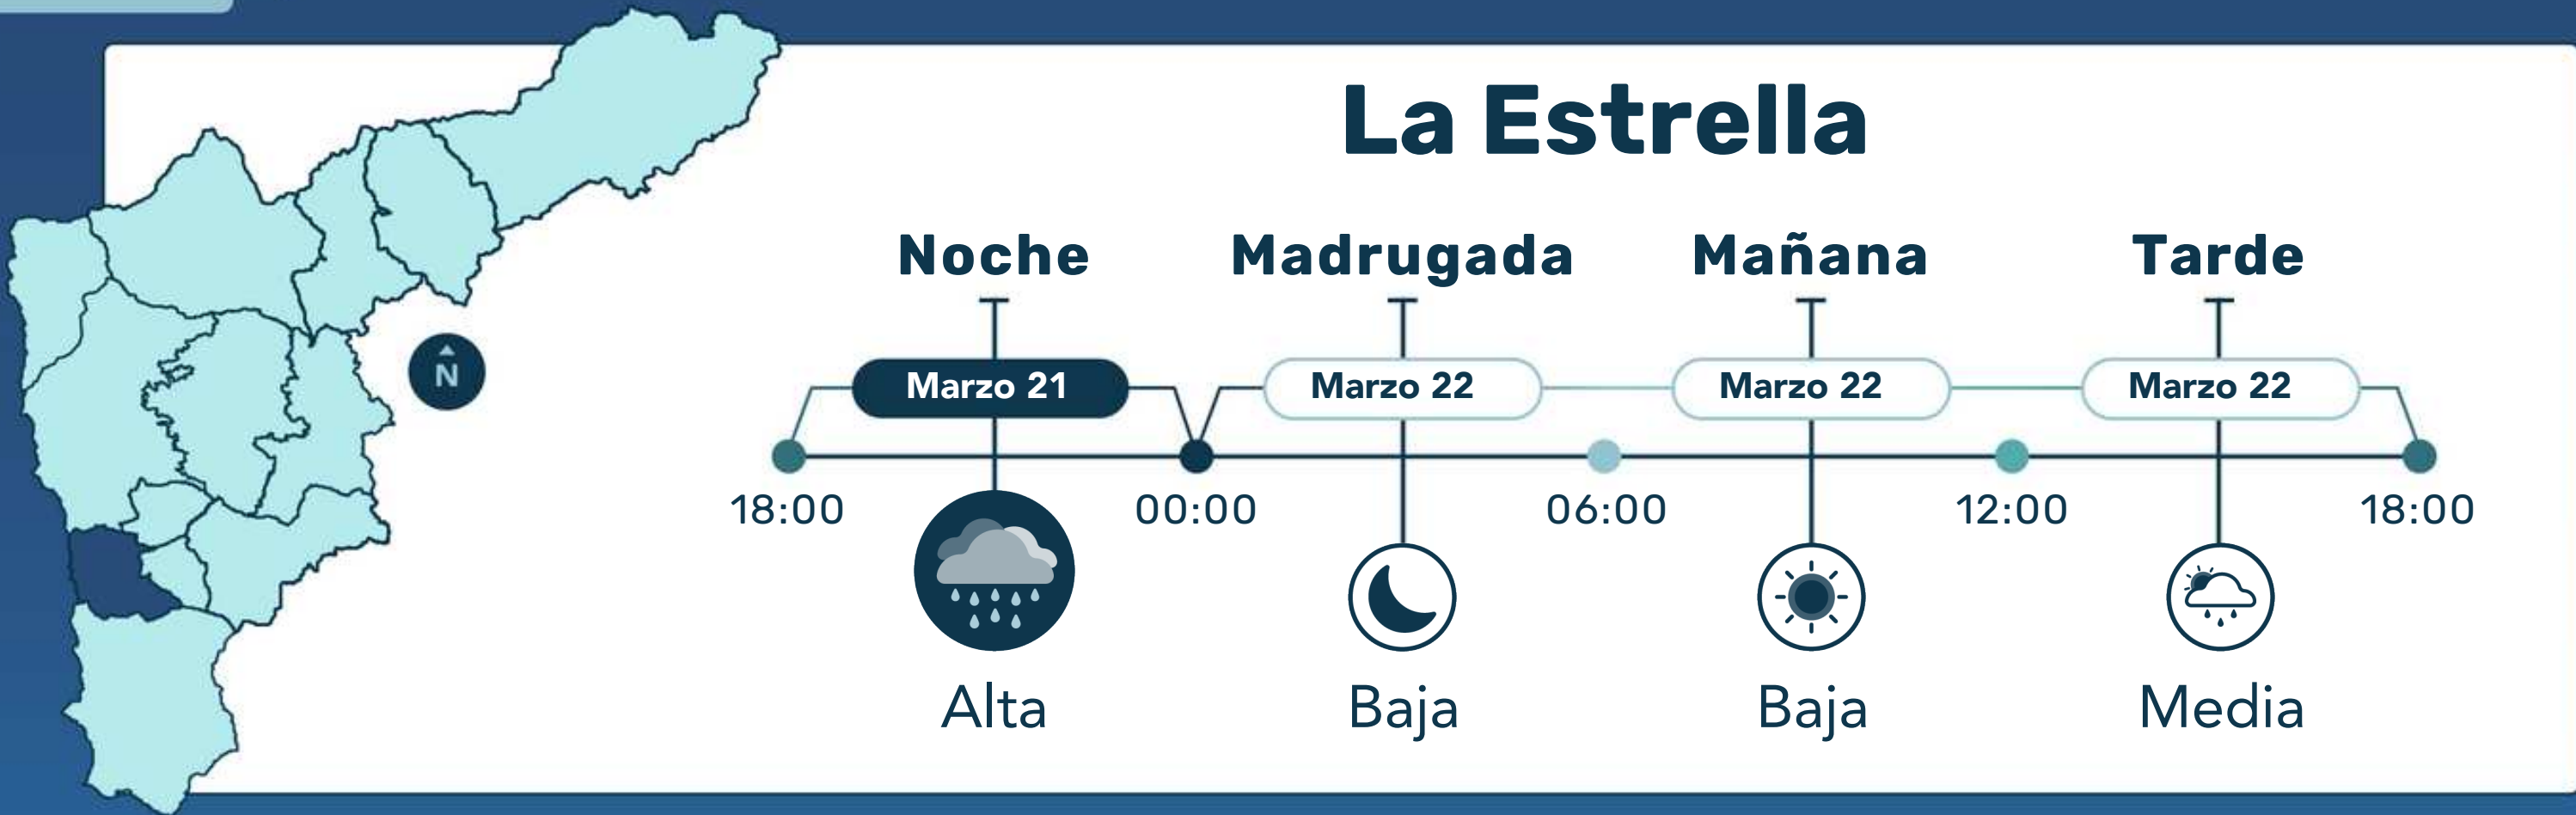 La Estrella
Noche Madrugada Mañana Tarde
N
Marzo 21 Marzo 22 Marzo 22 Marzo 22
18:00 00:00 06:00 12:00 18:00
Alta Baja Baja Media